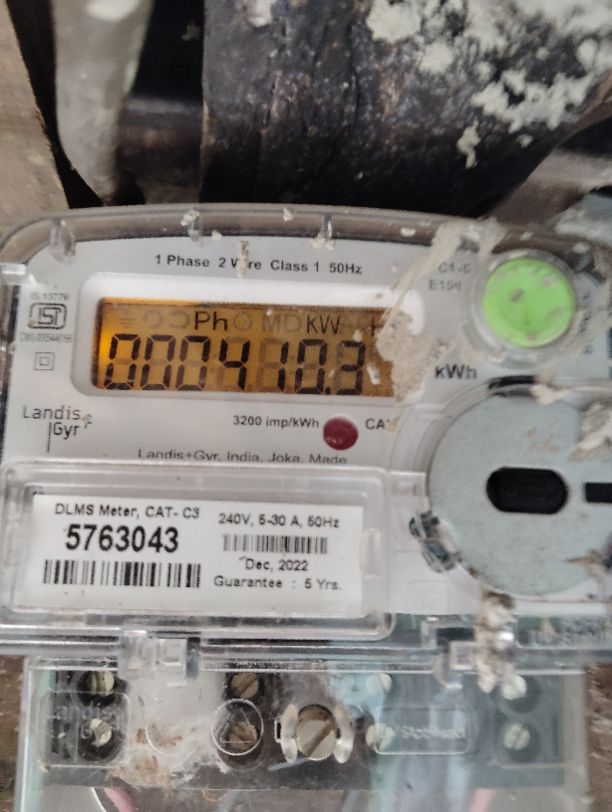 1 Phase 2 Wire Class 1 50Hz
E150
IS 13779
Ph MD KW
000410.3
kWh
Landis
Gyr
3200 imp/kWh
Landis+Gyr, India, Joka, Made
DLMS Meter, CAT- C3
5763043
240V, 5-30 A, 50Hz
Dec, 2022
Guarantee : 5 Yrs.